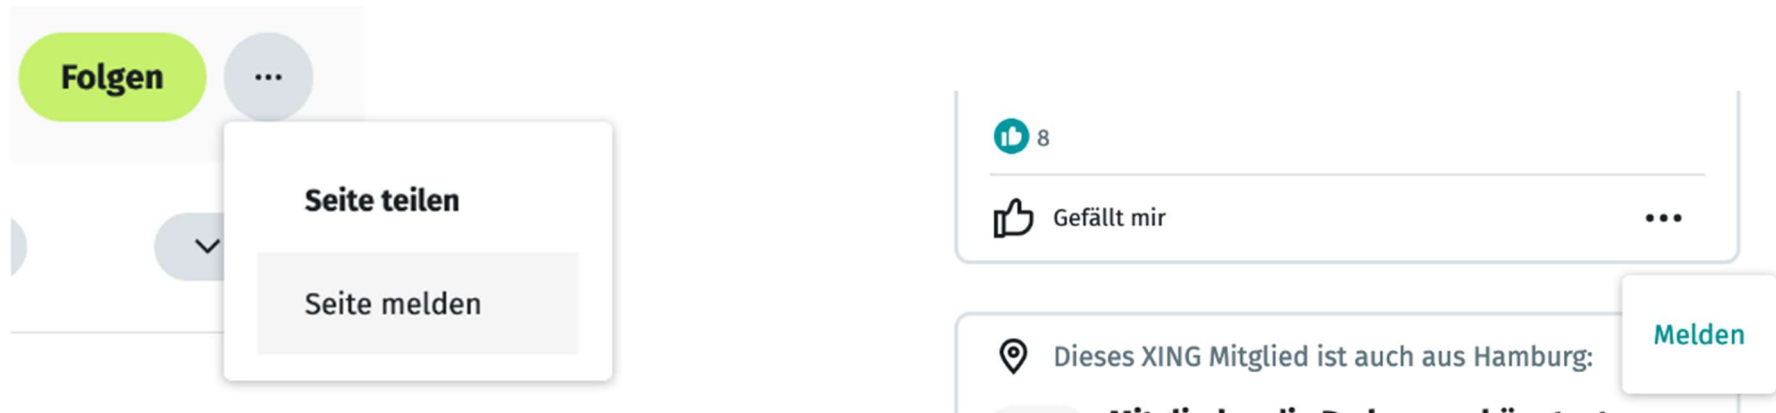 Folgen
Seite teilen
Seite melden
8
Gefällt mir
Melden
Dieses XING Mitglied ist auch aus Hamburg: